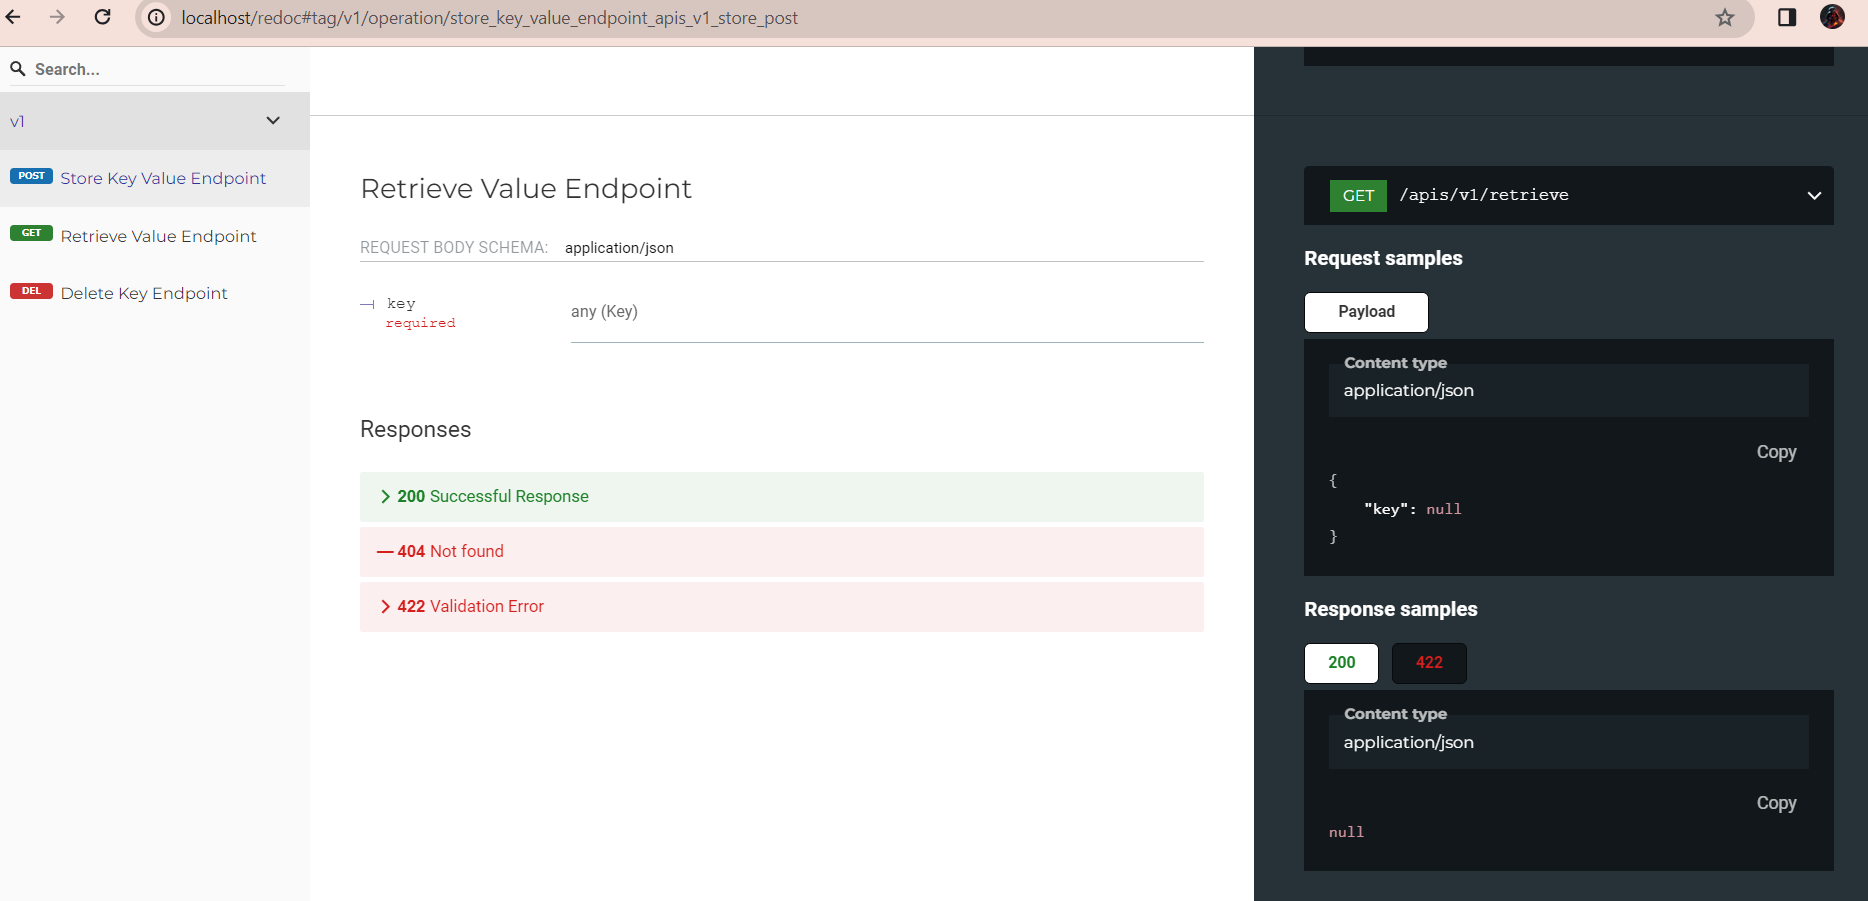 localhost/redoc#tag/v1/operation/store_key_value_endpoint_apis_v1_store_post
Search...
v1
POST Store Key Value Endpoint
GET Retrieve Value Endpoint
DEL Delete Key Endpoint
Retrieve Value Endpoint
REQUEST BODY SCHEMA: application/json
key
required
any (Key)
Responses
200 Successful Response
404 Not found
422 Validation Error
GET /apis/v1/retrieve
Request samples
Payload
Content type
application/json
Copy
{
"key": null
}
Response samples
200 422
Content type
application/json
Copy
null